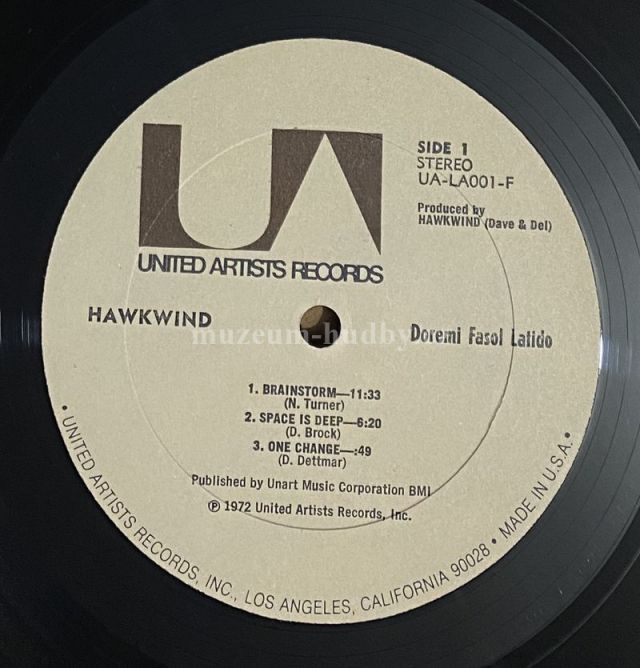 UA
UNITED ARTISTS RECORDS
SIDE 1
STEREO
UA-LA001-F
Produced by
HAWKWIND (Dave & Del)
HAWKWIND
Doremi Fasol Latido
muzeum-hudby
1. BRAINSTORM—11:33
(N. Turner)
2. SPACE IS DEEP—6:20
(D. Brock)
3. ONE CHANGE—:49
(D. Dettmar)
Published by Unart Music Corporation BMI
℗ 1972 United Artists Records, Inc.
• UNITED ARTISTS RECORDS, INC., LOS ANGELES, CALIFORNIA 90028 • MADE IN U.S.A. •